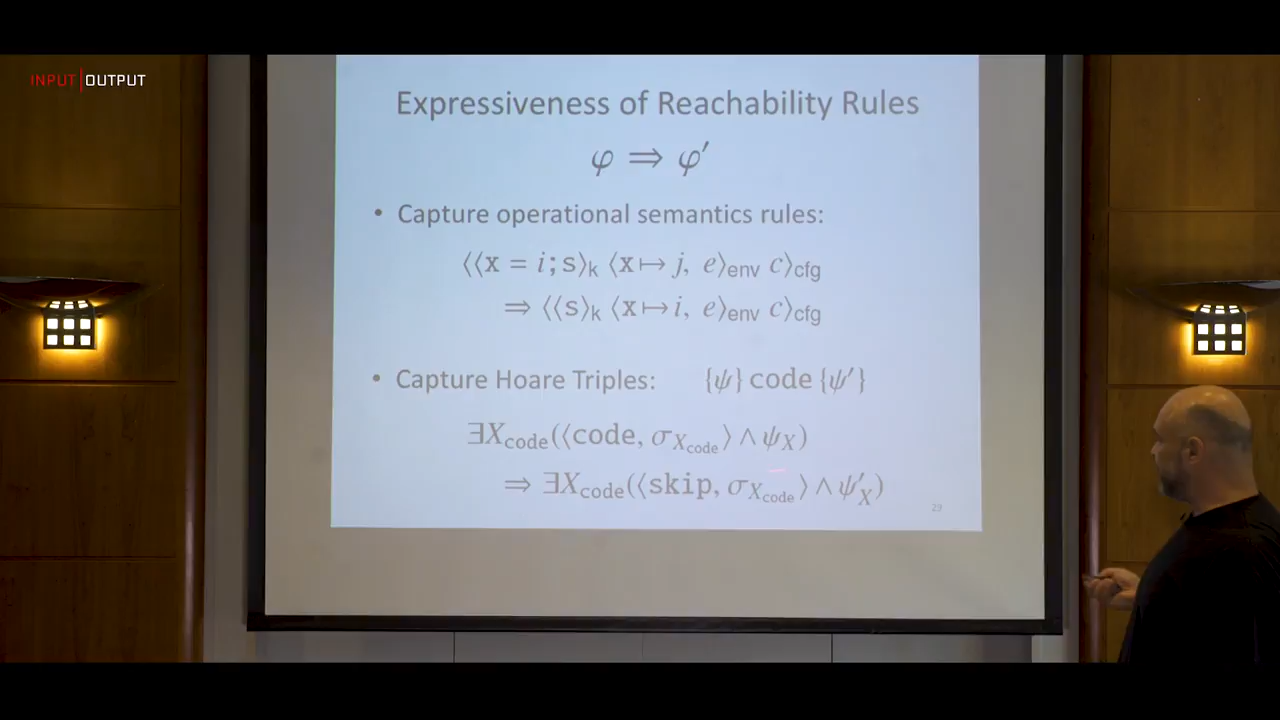 INPUT|OUTPUT
Expressiveness of Reachability Rules
φ ⇒ φ′
• Capture operational semantics rules:
⟨⟨x = i; s⟩k ⟨x ↦ j, e⟩env c⟩cfg
⇒ ⟨⟨s⟩k ⟨x ↦ i, e⟩env c⟩cfg
• Capture Hoare Triples: {ψ} code {ψ′}
∃Xcode(⟨code, σXcode⟩ ∧ ψX)
⇒ ∃Xcode(⟨skip, σXcode⟩ ∧ ψ′X)
29